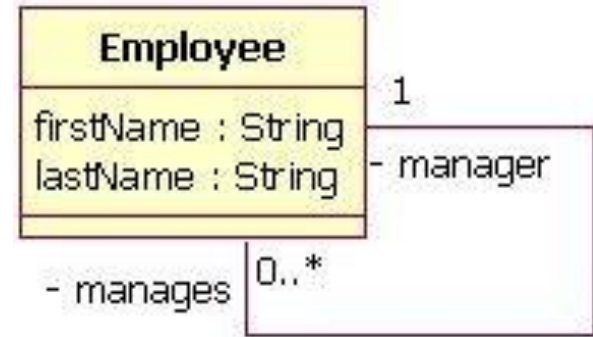 Employee
firstName : String
lastName : String
1
- manager
0..*
- manages